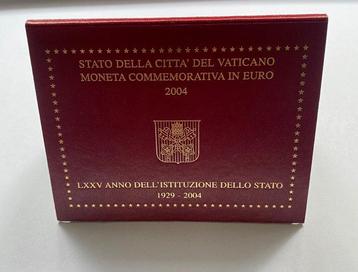 STATO DELLA CITTA' DEL VATICANO
MONETA COMMEMORATIVA IN EURO
2004
LXXV ANNO DELL'ISTITUZIONE DELLO STATO
1929 - 2004